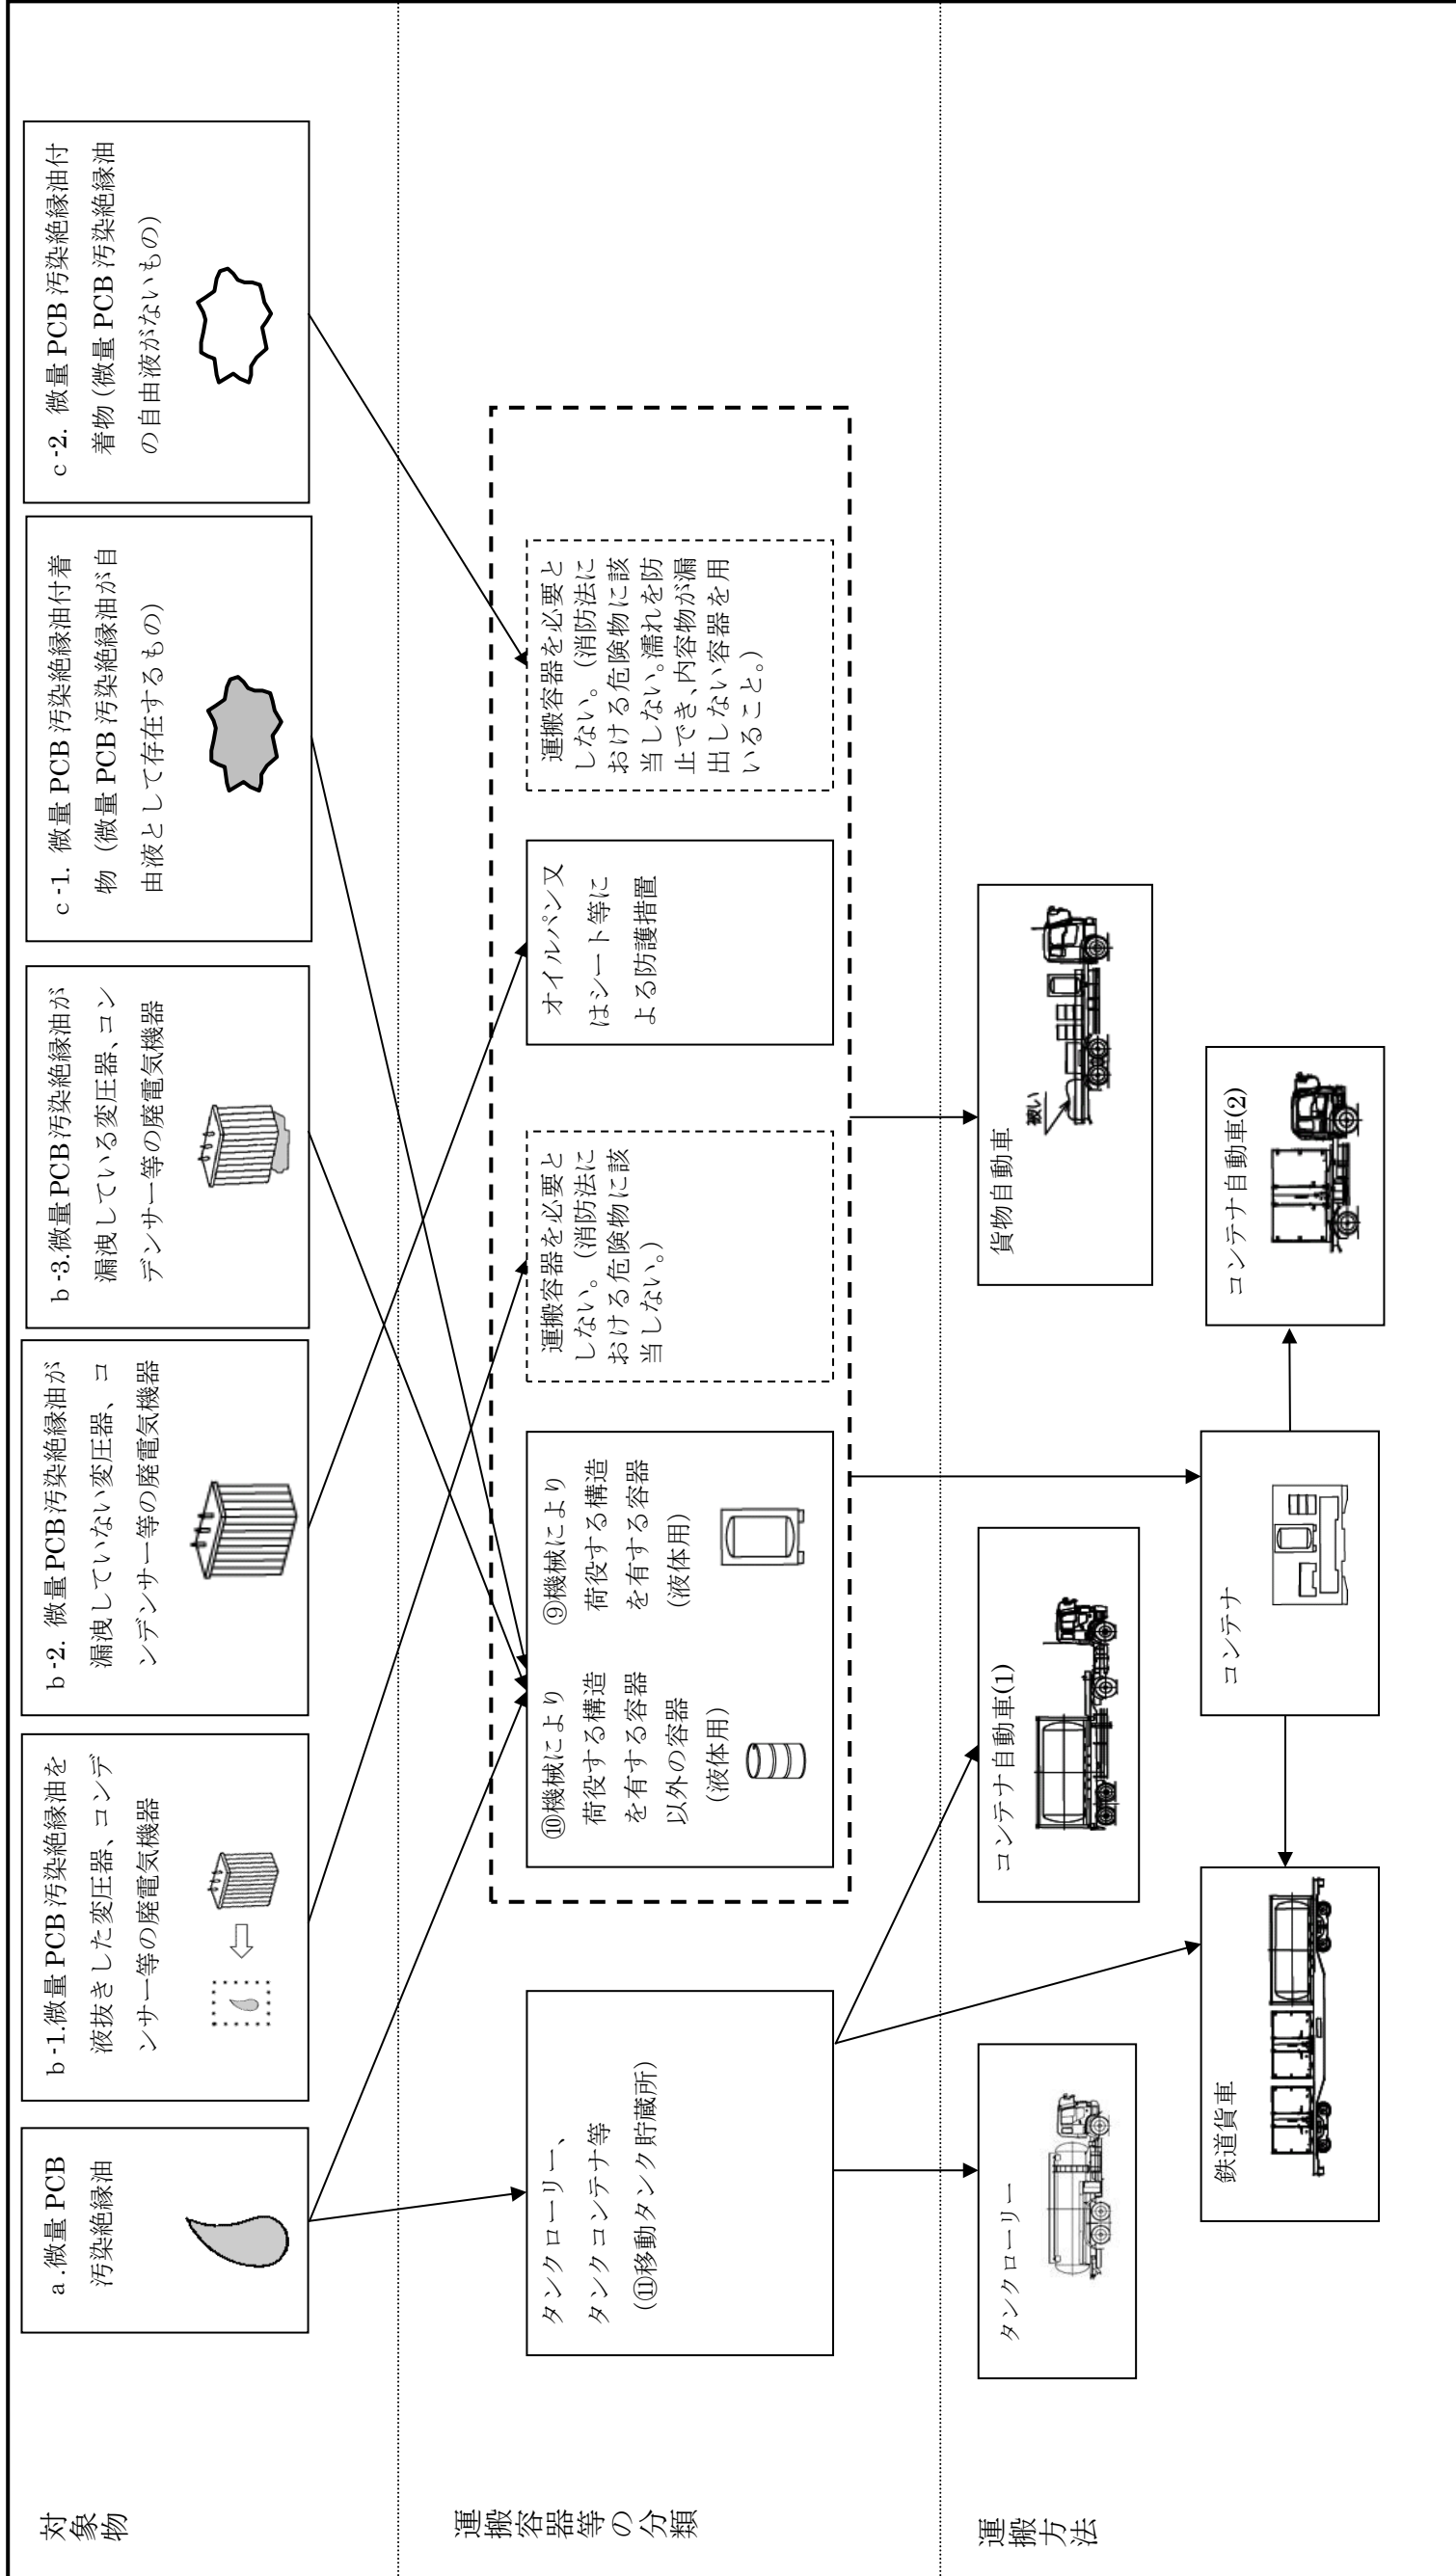 対象物
a.微量 PCB
汚染絶縁油
b-1.微量 PCB 汚染絶縁油を
液抜きした変圧器、コンデ
ンサー等の廃電気機器
b-2. 微量PCB汚染絶縁油が
漏洩していない変圧器、コ
ンデンサー等の廃電気機器
b-3.微量PCB汚染絶縁油が
漏洩している変圧器、コン
デンサー等の廃電気機器
c-1. 微量 PCB 汚染絶縁油付着
物（微量 PCB 汚染絶縁油が自
由液として存在するもの）
c-2. 微量 PCB 汚染絶縁油付
着物（微量 PCB 汚染絶縁油
の自由液がないもの）
運搬容器等の分類
タンクローリー、
タンクコンテナ等
(⑪移動タンク貯蔵所)
⑩機械により
荷役する構造
を有する容器
以外の容器
(液体用)
⑨機械により
荷役する構造
を有する容器
(液体用)
運搬容器を必要と
しない。（消防法に
おける危険物に該
当しない。）
オイルパン又
はシート等に
よる防護措置
運搬容器を必要と
しない。（消防法に
おける危険物に該
当しない。濡れを防
止でき、内容物が漏
出しない容器を用
いること。）
運搬方法
タンクローリー
コンテナ自動車(1)
貨物自動車
被い
鉄道貨車
コンテナ
コンテナ自動車(2)